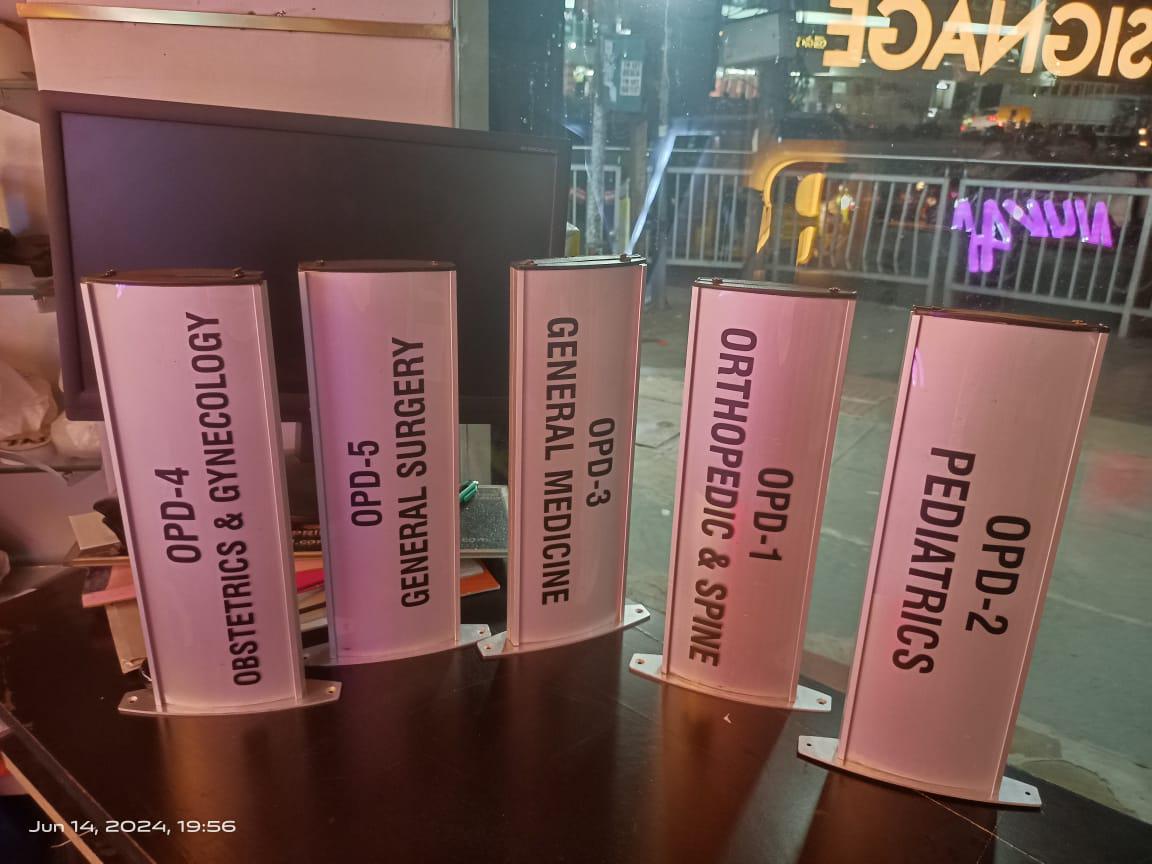 SIGNAGE
OPD-4
OBSTETRICS & GYNECOLOGY
OPD-5
GENERAL SURGERY
OPD-3
GENERAL MEDICINE
OPD-1
ORTHOPEDIC & SPINE
OPD-2
PEDIATRICS
Jun 14, 2024, 19:56